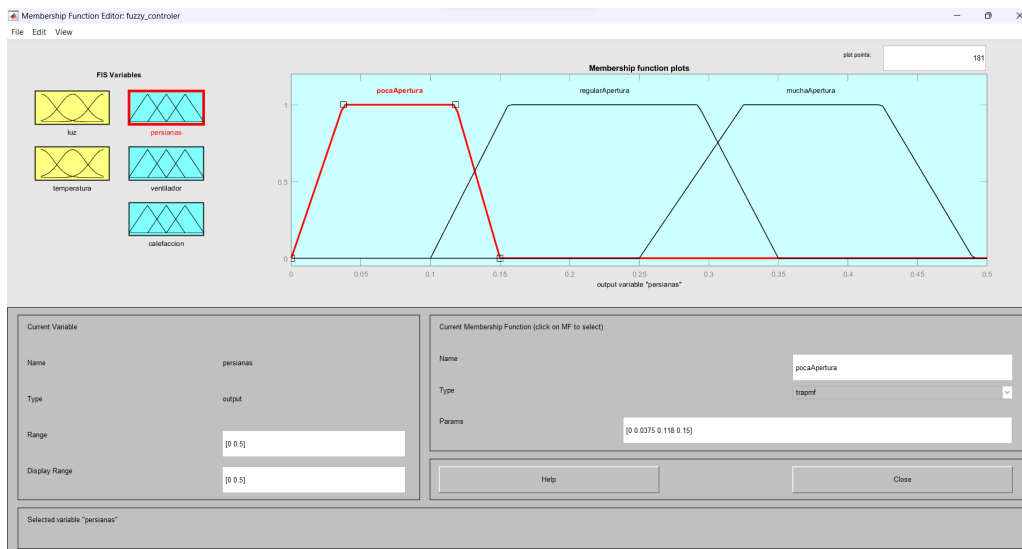 Membership Function Editor: fuzzy_controler
File Edit View
plot points:
181
FIS Variables
luz
persianas
temperatura
ventilador
calefaccion
Membership function plots
pocaApertura
regularApertura
muchaApertura
1
0.5
0
0 0.05 0.1 0.15 0.2 0.25 0.3 0.35 0.4 0.45 0.5
output variable "persianas"
Current Variable
Name persianas
Type output
Range [0 0.5]
Display Range [0 0.5]
Current Membership Function (click on MF to select)
Name pocaApertura
Type trapmf
Params [0 0.0375 0.118 0.15]
Help Close
Selected variable "persianas"